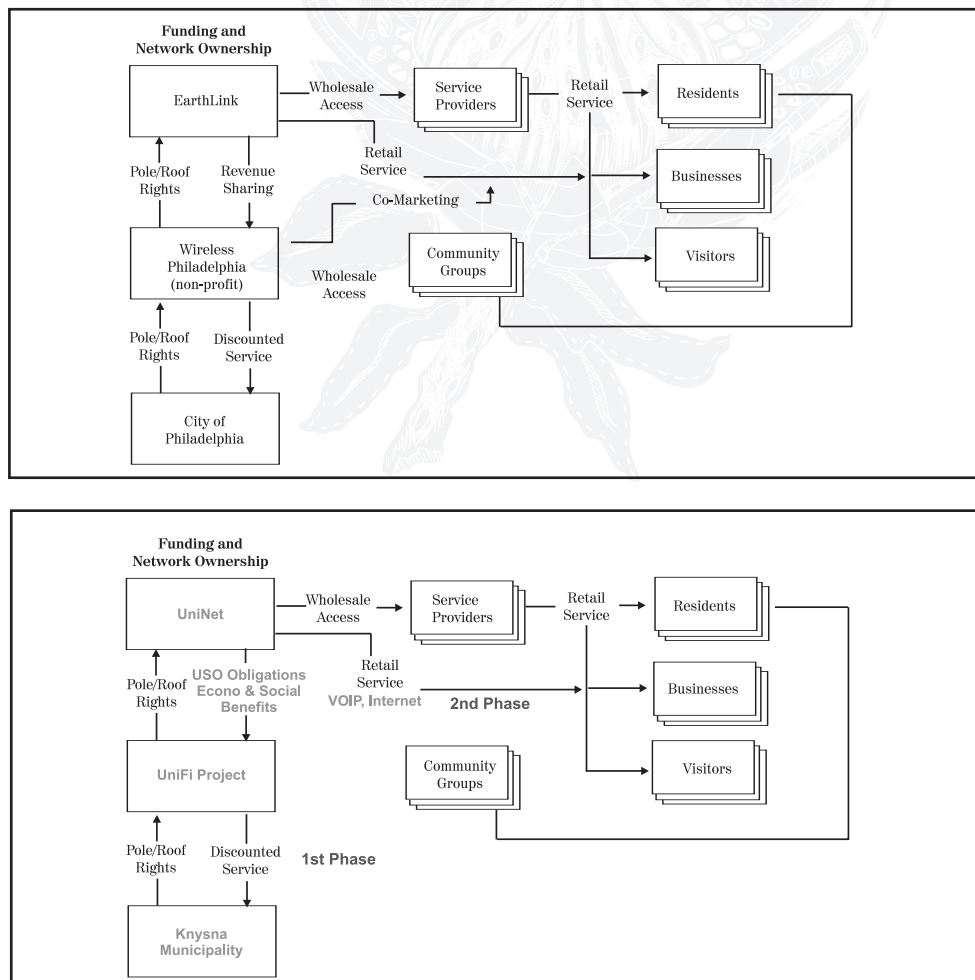 Funding and
Network Ownership
EarthLink
Wholesale
Access
Service
Providers
Retail
Service
Residents
Retail
Service
Pole/Roof
Rights
Revenue
Sharing
Businesses
Co-Marketing
Wireless
Philadelphia
(non-profit)
Wholesale
Access
Community
Groups
Visitors
Pole/Roof
Rights
Discounted
Service
City of
Philadelphia
Funding and
Network Ownership
UniNet
Wholesale
Access
Service
Providers
Retail
Service
Residents
Pole/Roof
Rights
USO Obligations
Econo & Social
Benefits
Retail
Service
VOIP, Internet
2nd Phase
Businesses
UniFi Project
Community
Groups
Visitors
Pole/Roof
Rights
Discounted
Service
1st Phase
Knysna
Municipality